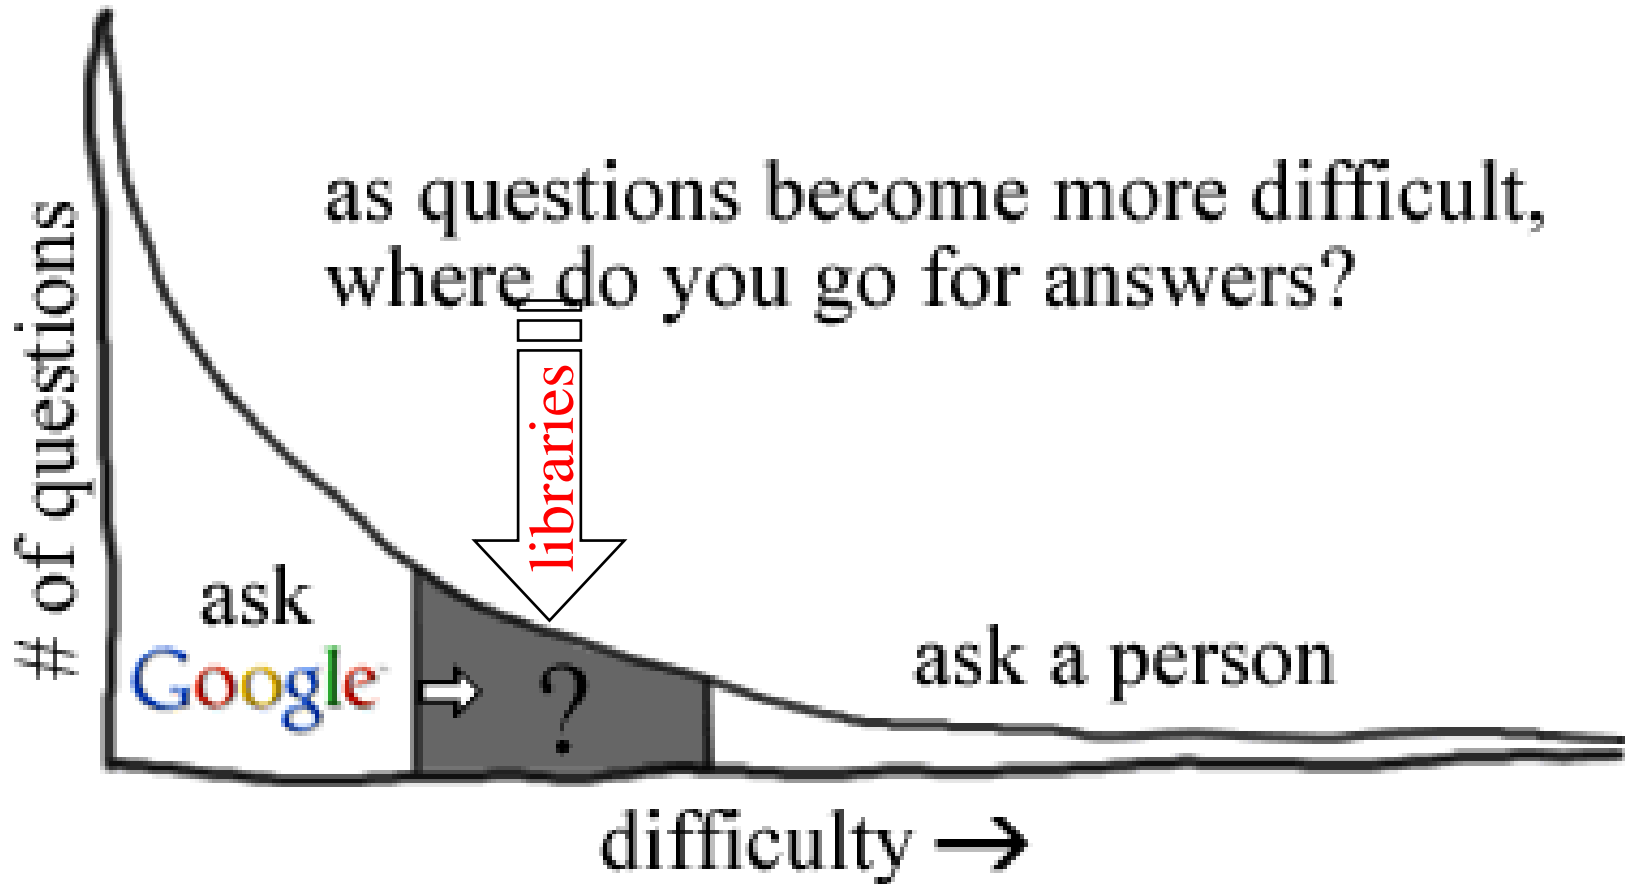 as questions become more difficult,
where do you go for answers?
# of questions
libraries
ask
Google
?
ask a person
difficulty →